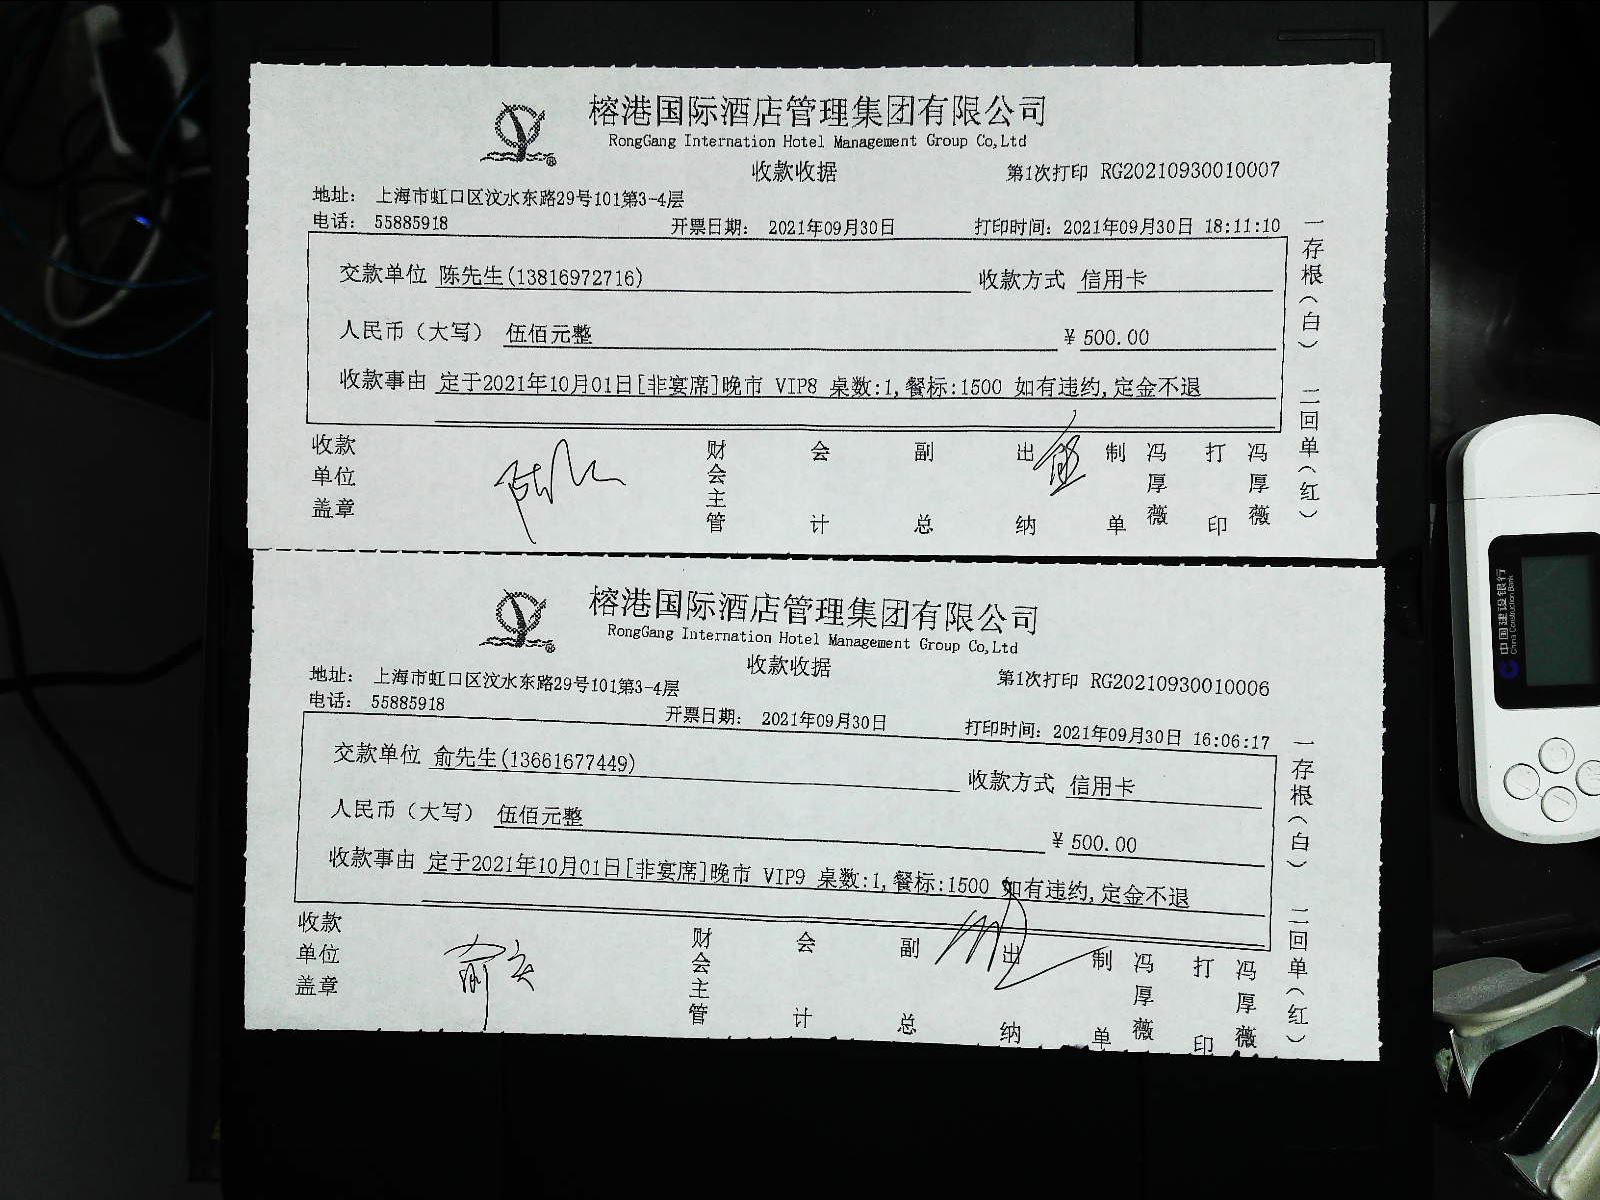 榕港国际酒店管理集团有限公司
RongGang Internation Hotel Management Group Co,Ltd
收款收据 第1次打印 RG20210930010007
地址： 上海市虹口区汶水东路29号101第3-4层
电话： 55885918 开票日期： 2021年09月30日 打印时间：2021年09月30日 18:11:10
交款单位 陈先生(13816972716) 收款方式 信用卡
人民币（大写） 伍佰元整 ￥500.00
收款事由 定于2021年10月01日[非宴席]晚市 VIP8 桌数:1,餐标:1500 如有违约,定金不退
收款单位盖章 财会主管 会计 副总 出纳 制单 冯厚薇 打印 冯厚薇
一存根（白） 二回单（红）
榕港国际酒店管理集团有限公司
RongGang Internation Hotel Management Group Co,Ltd
收款收据 第1次打印 RG20210930010006
地址： 上海市虹口区汶水东路29号101第3-4层
电话： 55885918 开票日期： 2021年09月30日 打印时间：2021年09月30日 16:06:17
交款单位 俞先生(13661677449) 收款方式 信用卡
人民币（大写） 伍佰元整 ￥500.00
收款事由 定于2021年10月01日[非宴席]晚市 VIP9 桌数:1,餐标:1500 如有违约,定金不退
收款单位盖章 财会主管 会计 副总 出纳 制单 冯厚薇 打印 冯厚薇
一存根（白） 二回单（红）
中国建设银行
China Construction Bank